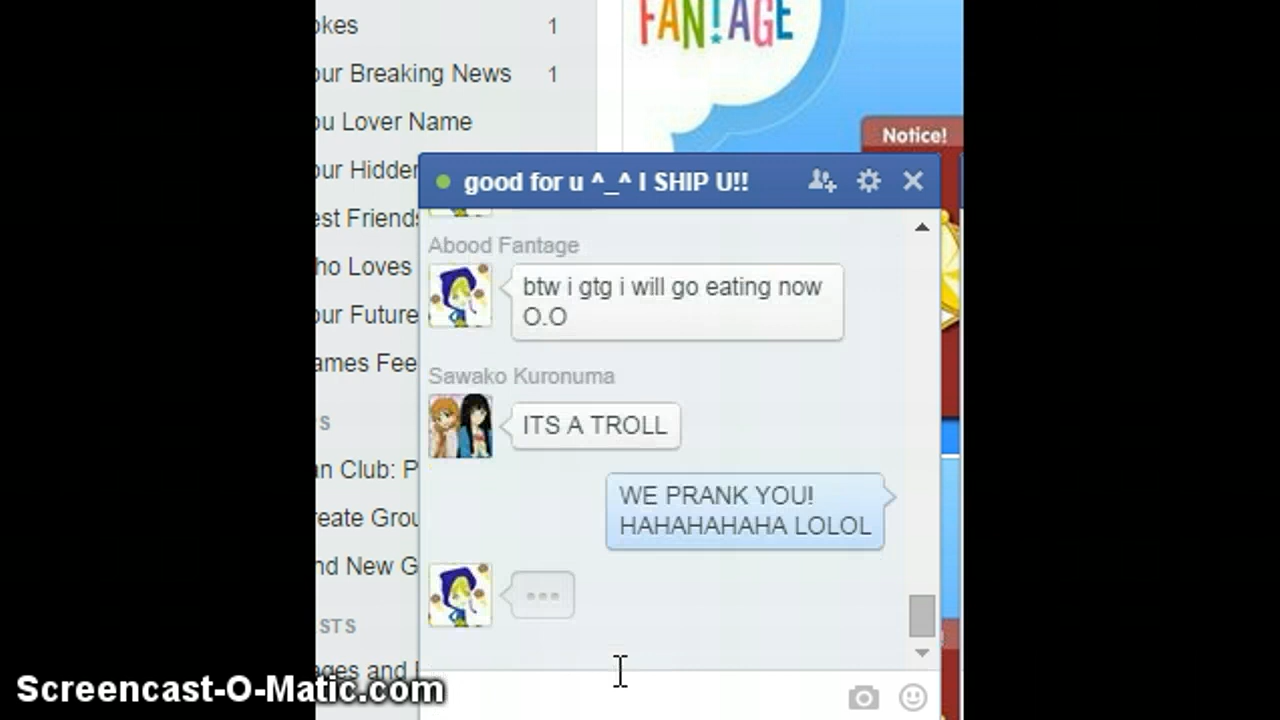 okes 1
our Breaking News 1
ou Lover Name
our Hidden
est Friends
ho Loves
our Future
ames Fee
S
an Club: P
reate Grou
nd New G
STS
ages and
FANTAGE
Notice!
good for u ^_^ I SHIP U!!
Abood Fantage
btw i gtg i will go eating now
O.O
Sawako Kuronuma
ITS A TROLL
WE PRANK YOU!
HAHAHAHAHA LOLOL
...
Screencast-O-Matic.com